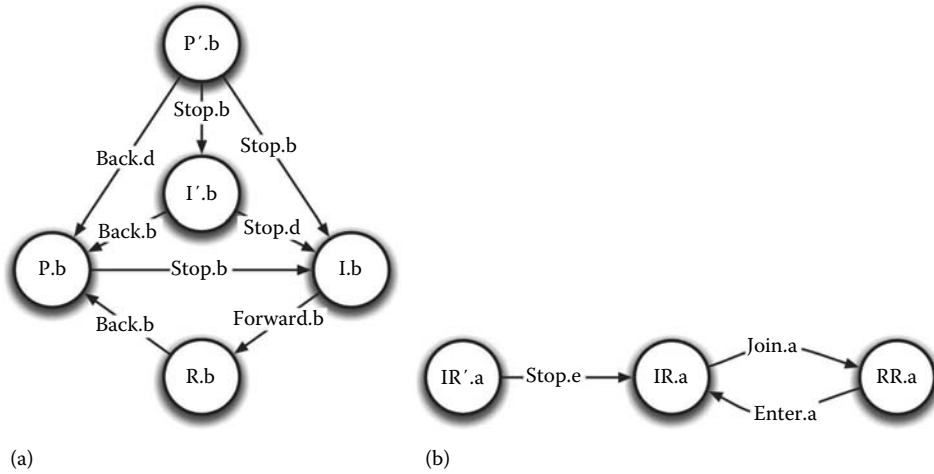 P′.b
Stop.b
Stop.b
Back.d
I′.b
Back.b
Stop.d
P.b
Stop.b
I.b
Back.b
Forward.b
R.b
(a)
IR′.a
Stop.e
IR.a
Join.a
Enter.a
RR.a
(b)